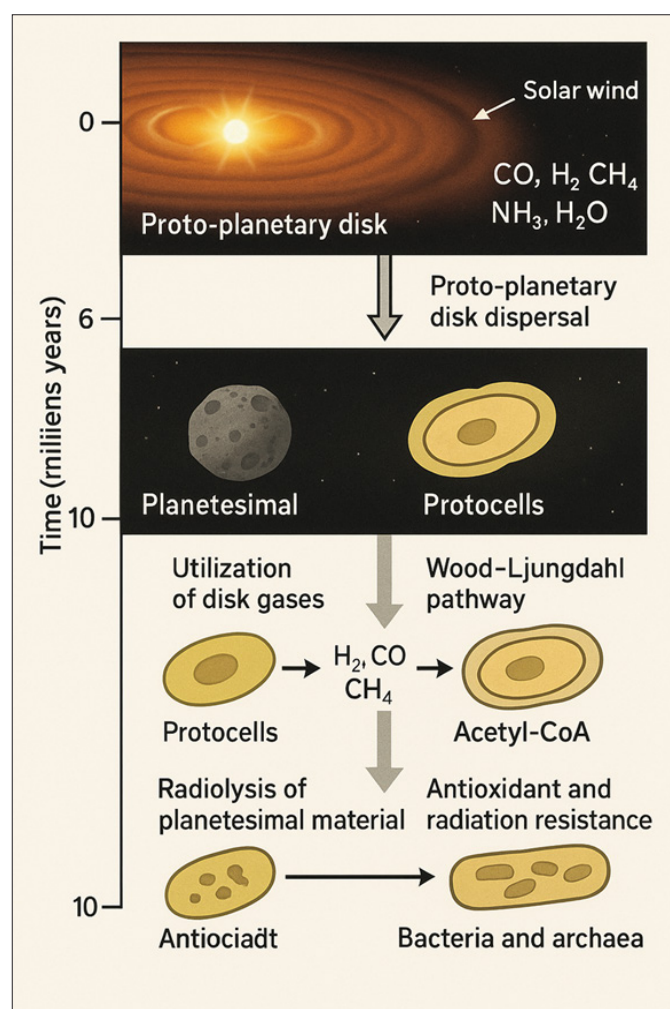 0
Solar wind
CO, H₂ CH₄
NH₃, H₂O
Proto-planetary disk
Time (rniliiens years)
6
Proto-planetary
disk dispersal
Planetesimal
Protocells
10
Utilization
of disk gases
Wood–Ljungdahl
pathway
H₂, CO
CH₄
Protocells
Acetyl-CoA
Radiolysis of
planetesimal material
Antioxidant and
radiation resistance
10
Antiociadt
Bacteria and archaea